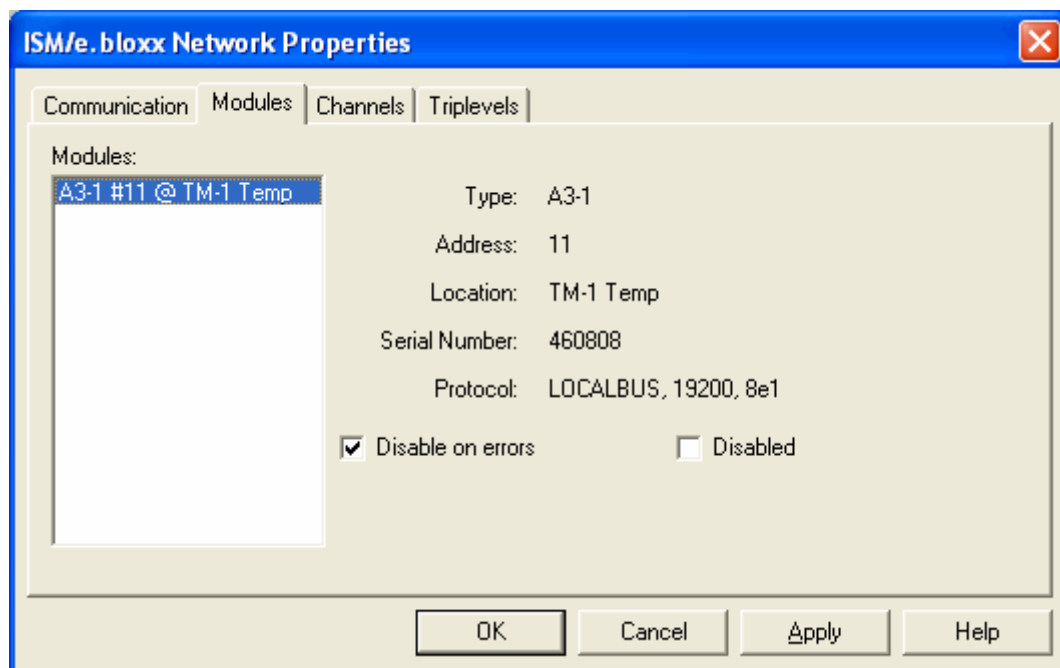 ISM/e.bloxx Network Properties
Communication Modules Channels Triplevels
Modules:
A3-1 #11 @ TM-1 Temp
Type: A3-1
Address: 11
Location: TM-1 Temp
Serial Number: 460808
Protocol: LOCALBUS, 19200, 8e1
Disable on errors Disabled
OK Cancel Apply Help